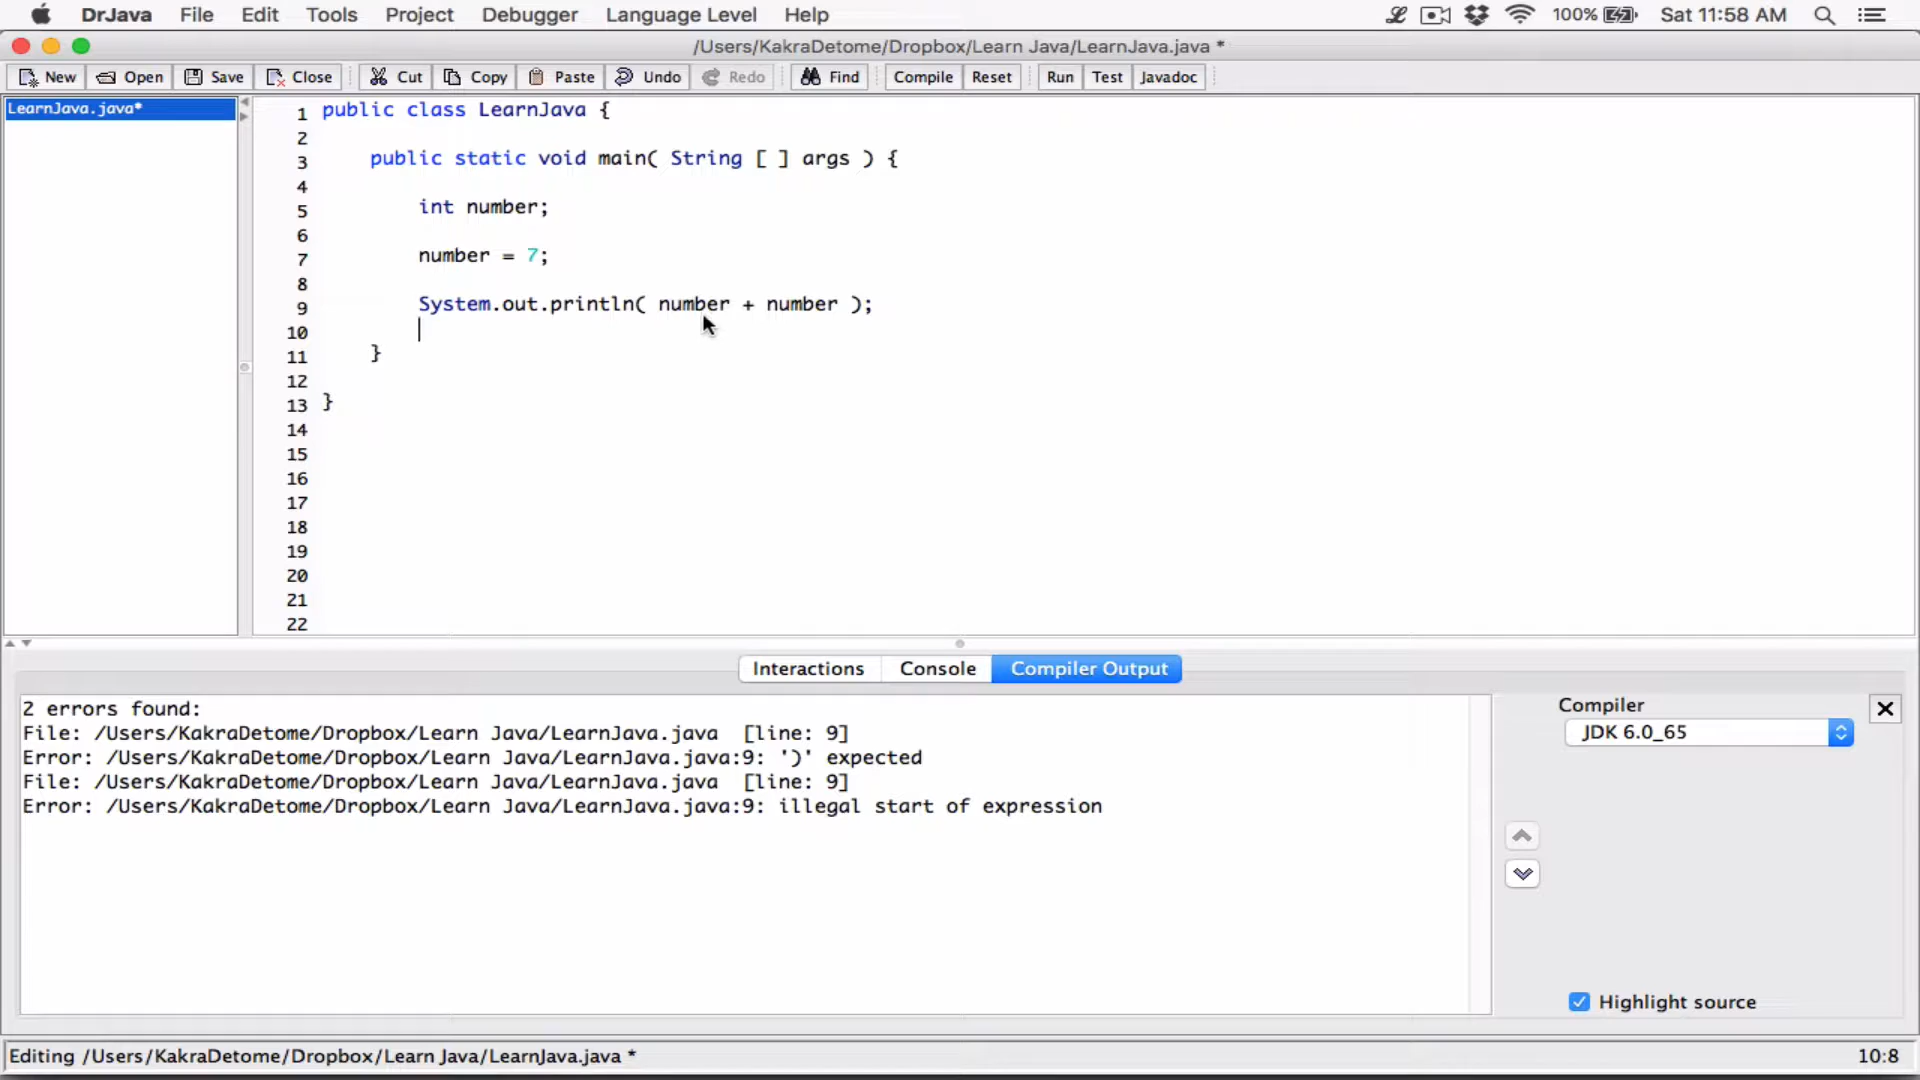 DrJava File Edit Tools Project Debugger Language Level Help 100% Sat 11:58 AM
/Users/KakraDetome/Dropbox/Learn Java/LearnJava.java *
New Open Save Close Cut Copy Paste Undo Redo Find Compile Reset Run Test Javadoc
LearnJava.java*
1 public class LearnJava {
2
3 public static void main( String [ ] args ) {
4
5 int number;
6
7 number = 7;
8
9 System.out.println( number + number );
10
11 }
12
13 }
14
15
16
17
18
19
20
21
22
Interactions Console Compiler Output
2 errors found:
File: /Users/KakraDetome/Dropbox/Learn Java/LearnJava.java [line: 9]
Error: /Users/KakraDetome/Dropbox/Learn Java/LearnJava.java:9: ')' expected
File: /Users/KakraDetome/Dropbox/Learn Java/LearnJava.java [line: 9]
Error: /Users/KakraDetome/Dropbox/Learn Java/LearnJava.java:9: illegal start of expression
Compiler
JDK 6.0_65
Highlight source
Editing /Users/KakraDetome/Dropbox/Learn Java/LearnJava.java * 10:8